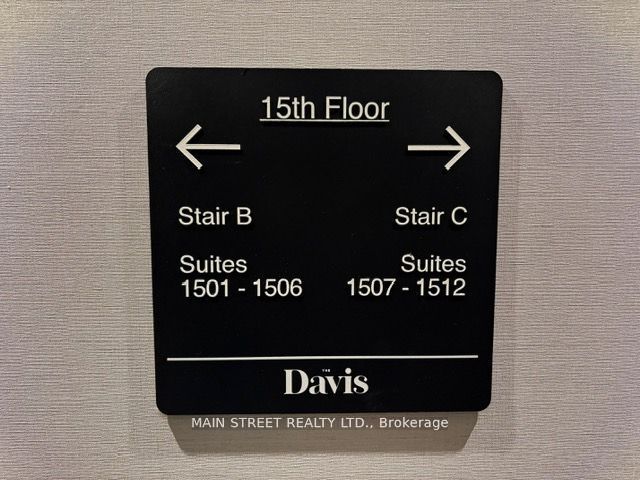 15th Floor
← →
Stair B Stair C
Suites Suites
1501 - 1506 1507 - 1512
THE
Davis
MAIN STREET REALTY LTD., Brokerage